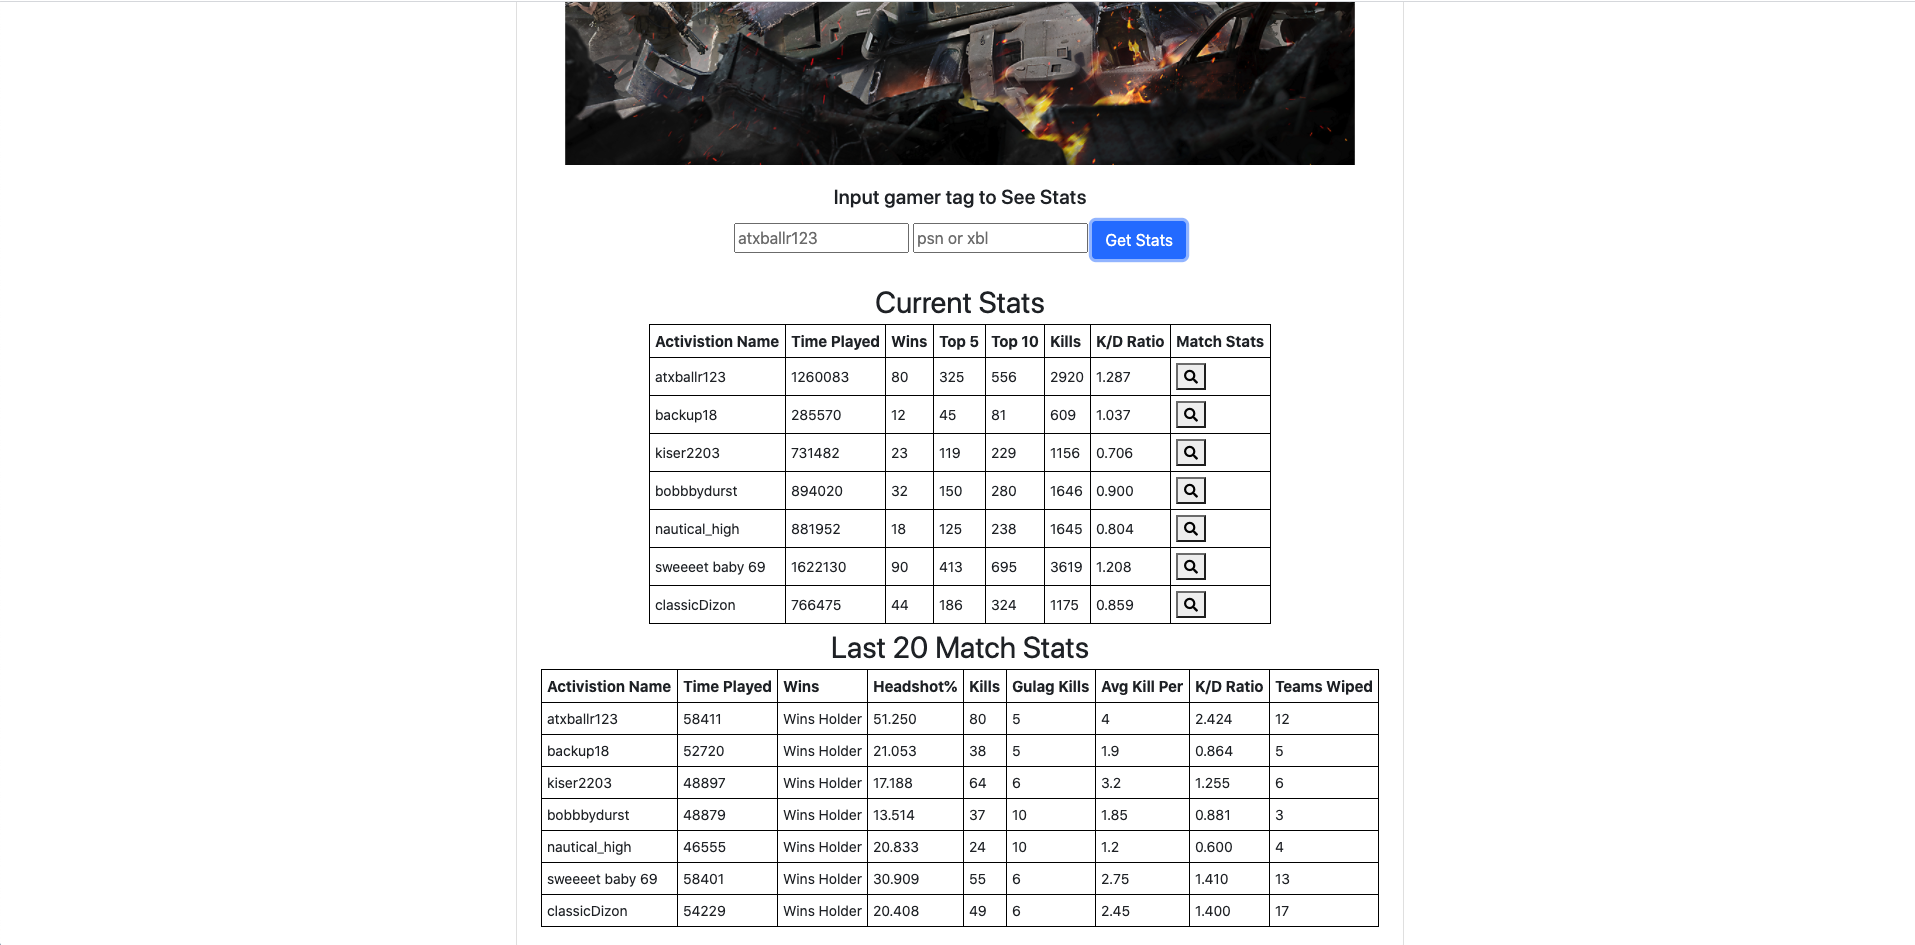 Input gamer tag to See Stats
atxballr123 psn or xbl Get Stats
Current Stats
Activistion Name Time Played Wins Top 5 Top 10 Kills K/D Ratio Match Stats
atxballr123 1260083 80 325 556 2920 1.287
backup18 285570 12 45 81 609 1.037
kiser2203 731482 23 119 229 1156 0.706
bobbbydurst 894020 32 150 280 1646 0.900
nautical_high 881952 18 125 238 1645 0.804
sweeeet baby 69 1622130 90 413 695 3619 1.208
classicDizon 766475 44 186 324 1175 0.859
Last 20 Match Stats
Activistion Name Time Played Wins Headshot% Kills Gulag Kills Avg Kill Per K/D Ratio Teams Wiped
atxballr123 58411 Wins Holder 51.250 80 5 4 2.424 12
backup18 52720 Wins Holder 21.053 38 5 1.9 0.864 5
kiser2203 48897 Wins Holder 17.188 64 6 3.2 1.255 6
bobbbydurst 48879 Wins Holder 13.514 37 10 1.85 0.881 3
nautical_high 46555 Wins Holder 20.833 24 10 1.2 0.600 4
sweeeet baby 69 58401 Wins Holder 30.909 55 6 2.75 1.410 13
classicDizon 54229 Wins Holder 20.408 49 6 2.45 1.400 17